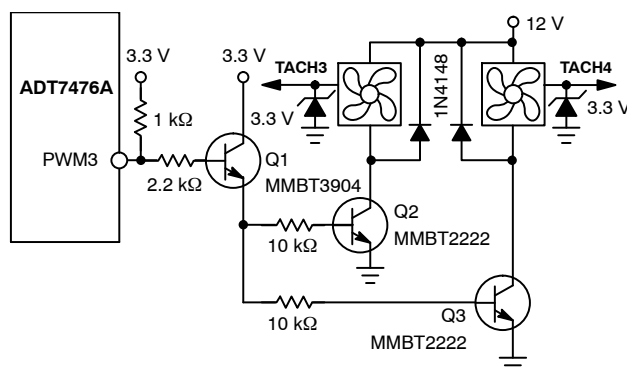 12 V
3.3 V
3.3 V
TACH3
1N4148
TACH4
ADT7476A
3.3 V
3.3 V
1 kΩ
PWM3
Q1
2.2 kΩ
MMBT3904
Q2
10 kΩ
MMBT2222
10 kΩ
Q3
MMBT2222